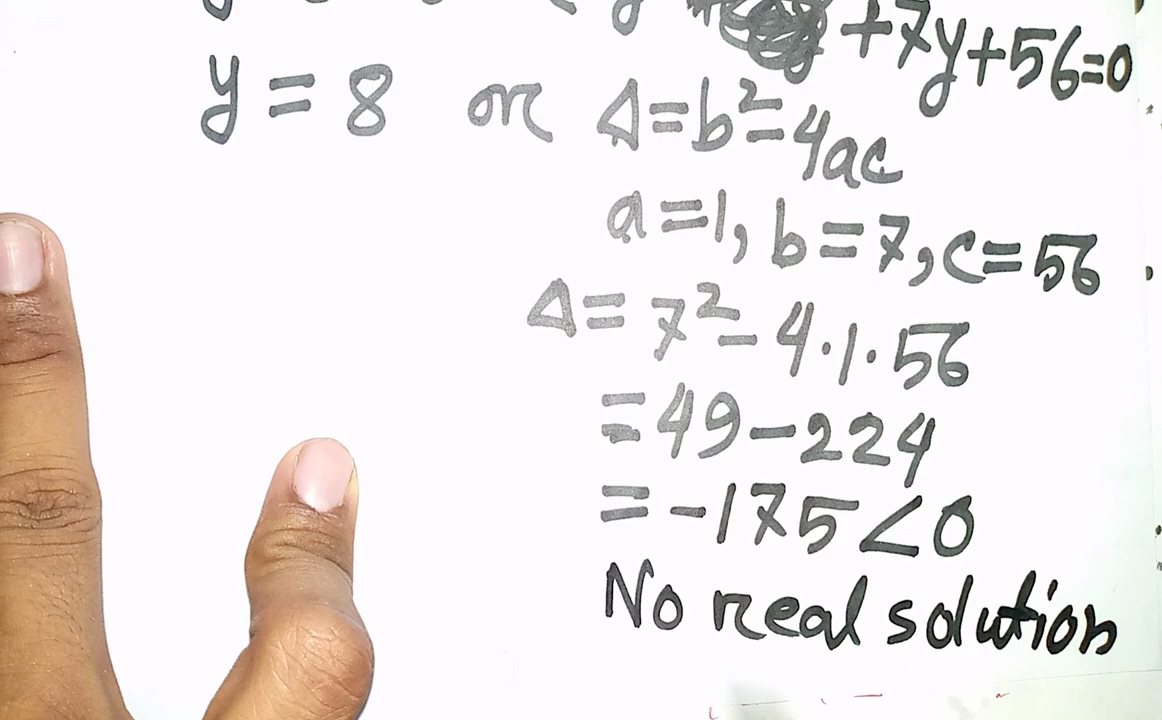 +7y+56=0
y = 8 or Δ=b²-4ac
a=1, b=7, c=56
Δ= 7²-4·1·56
=49-224
=-175<0
No real solution